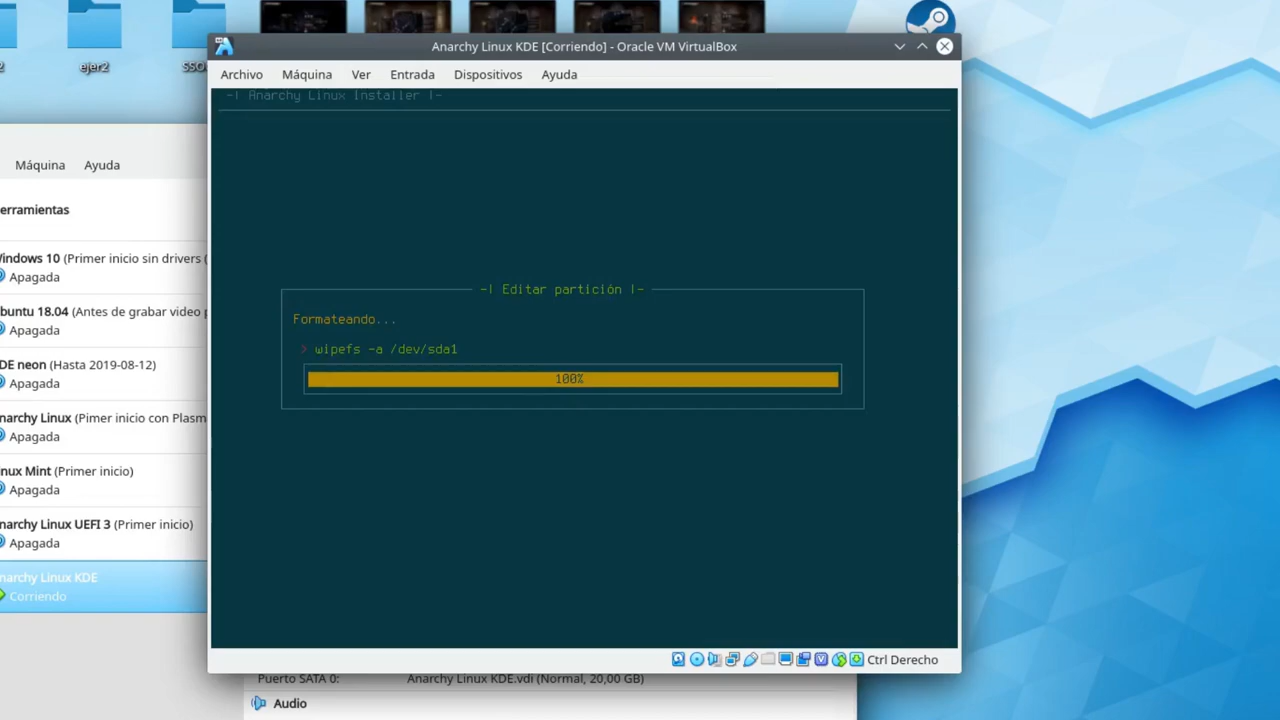 2
ejer2
SSO
Anarchy Linux KDE [Corriendo] - Oracle VM VirtualBox
Archivo Máquina Ver Entrada Dispositivos Ayuda
-| Anarchy Linux Installer |-
Máquina Ayuda
erramientas
Windows 10 (Primer inicio sin drivers (
Apagada
buntu 18.04 (Antes de grabar video p
Apagada
DE neon (Hasta 2019-08-12)
Apagada
narchy Linux (Pimer inicio con Plasm
Apagada
nux Mint (Primer inicio)
Apagada
narchy Linux UEFI 3 (Primer inicio)
Apagada
narchy Linux KDE
Corriendo
-| Editar partición |-
Formateando...
> wipefs -a /dev/sda1
100%
Ctrl Derecho
Puerto SATA 0: Anarchy Linux KDE.vdi (Normal, 20,00 GB)
Audio